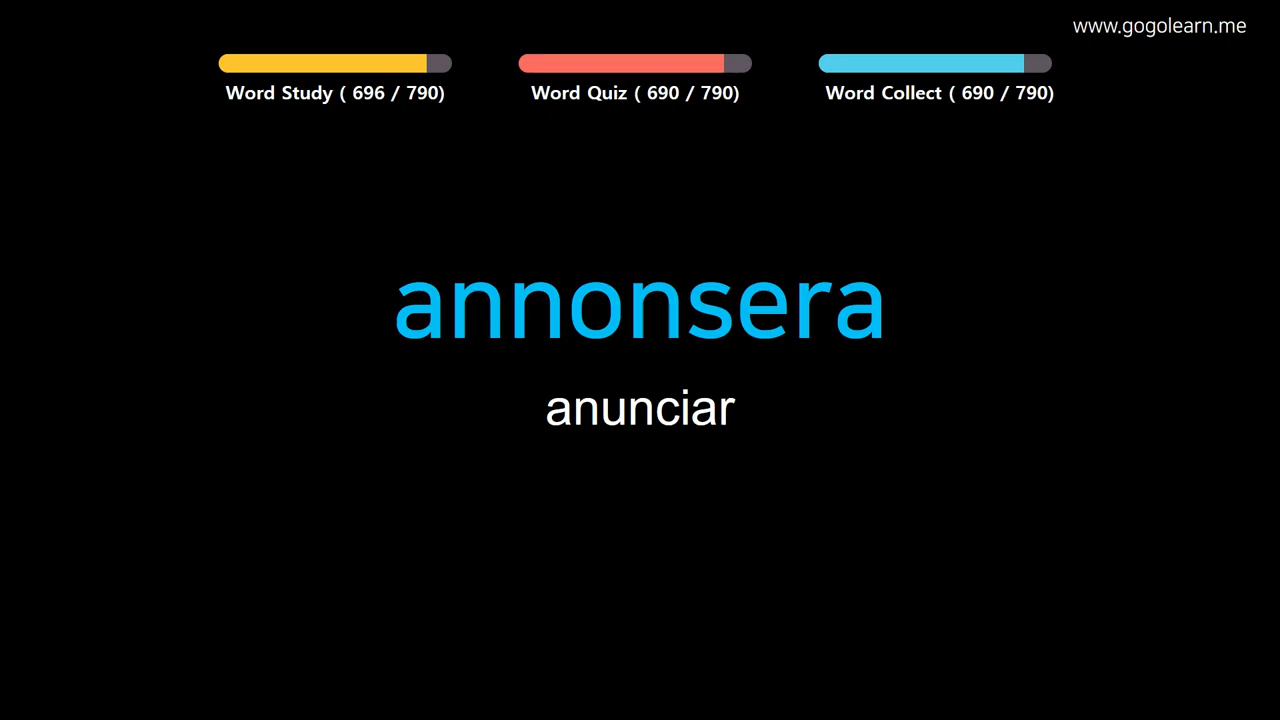 www.gogolearn.me
Word Study ( 696 / 790)
Word Quiz ( 690 / 790)
Word Collect ( 690 / 790)
annonsera
anunciar